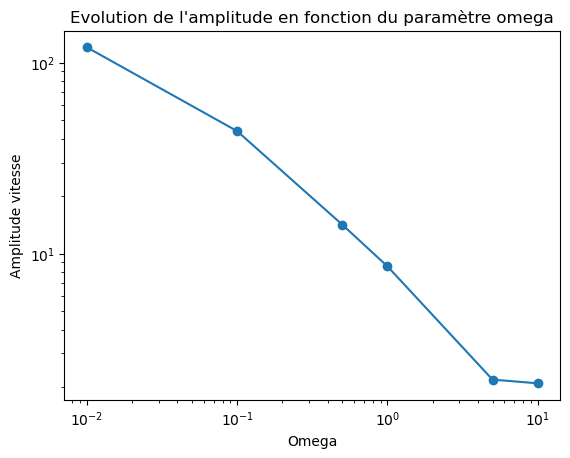 Evolution de l'amplitude en fonction du paramètre omega
Amplitude vitesse
10²
10¹
10⁻² 10⁻¹ 10⁰ 10¹
Omega